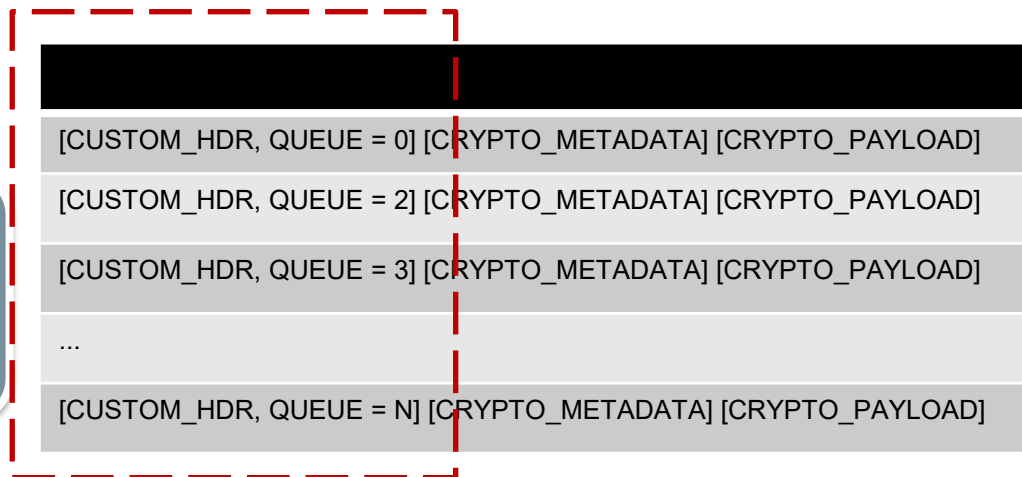 [CUSTOM_HDR, QUEUE = 0] [CRYPTO_METADATA] [CRYPTO_PAYLOAD]
[CUSTOM_HDR, QUEUE = 2] [CRYPTO_METADATA] [CRYPTO_PAYLOAD]
[CUSTOM_HDR, QUEUE = 3] [CRYPTO_METADATA] [CRYPTO_PAYLOAD]
...
[CUSTOM_HDR, QUEUE = N] [CRYPTO_METADATA] [CRYPTO_PAYLOAD]